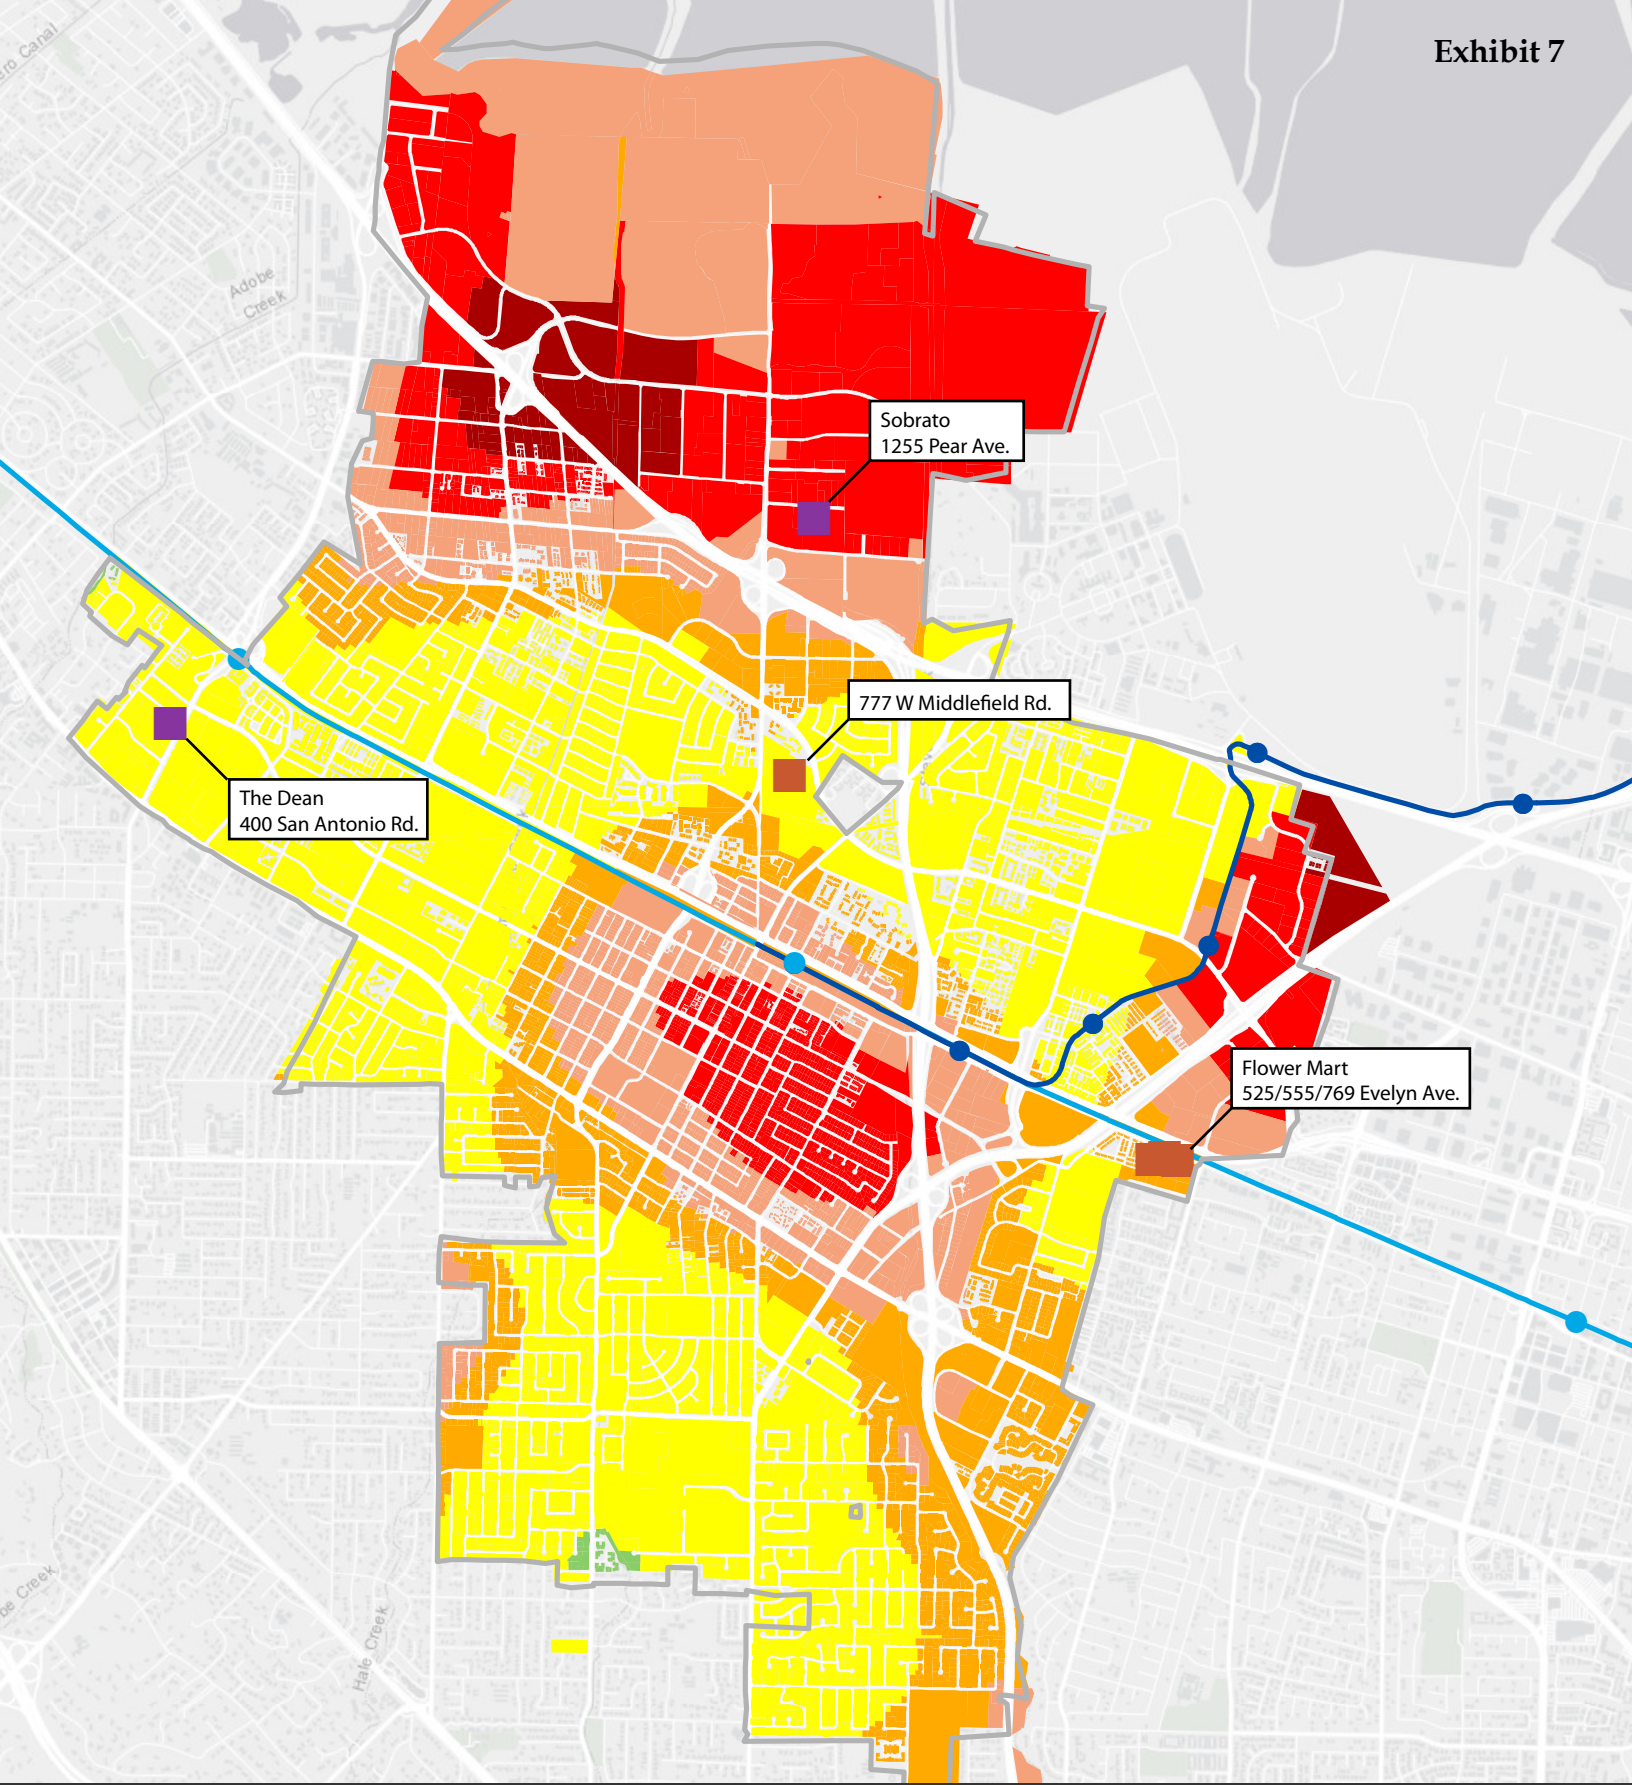 Exhibit 7
Adobe
Creek
Sobrato
1255 Pear Ave.
777 W Middlefield Rd.
The Dean
400 San Antonio Rd.
Flower Mart
525/555/769 Evelyn Ave.
Creek
Hale Creek